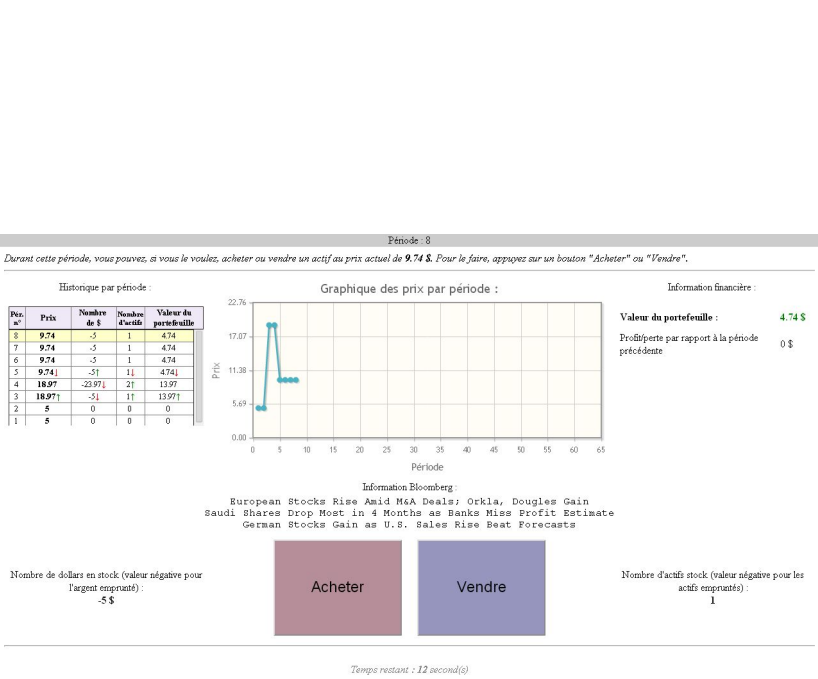 Période : 8
Durant cette période, vous pouvez, si vous le voulez, acheter ou vendre un actif au prix actuel de 9.74 $. Pour le faire, appuyez sur un bouton "Acheter" ou "Vendre".
Historique par période :
Pér. n° Prix Nombre de $ Nombre d'actifs Valeur du portefeuille
8 9.74 -5 1 4.74
7 9.74 -5 1 4.74
6 9.74 -5 1 4.74
5 9.74↓ -5↑ 1↓ 4.74↓
4 18.97 -23.97↓ 2↑ 13.97
3 18.97↑ -5↓ 1↑ 13.97↑
2 5 0 0 0
1 5 0 0 0
Graphique des prix par période :
22.76
17.07
11.38
5.69
0.00
Prix
0 5 10 15 20 25 30 35 40 45 50 55 60 65
Période
Information financière :
Valeur du portefeuille : 4.74 $
Profit/perte par rapport à la période
précédente
0 $
Information Bloomberg :
European Stocks Rise Amid M&A Deals; Orkla, Dougles Gain
Saudi Shares Drop Most in 4 Months as Banks Miss Profit Estimate
German Stocks Gain as U.S. Sales Rise Beat Forecasts
Nombre de dollars en stock (valeur négative pour
l'argent emprunté) :
-5 $
Acheter
Vendre
Nombre d'actifs stock (valeur négative pour les
actifs empruntés) :
1
Temps restant : 12 second(s)